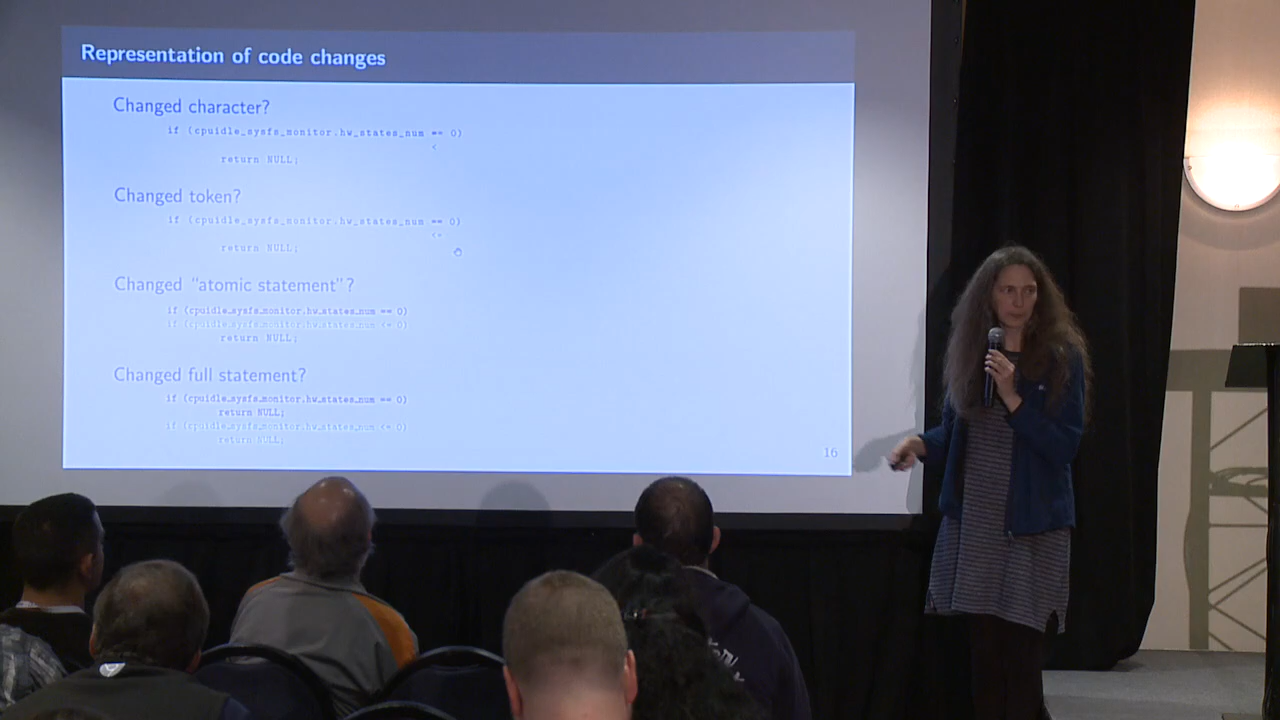 Representation of code changes
Changed character?
if (cpuidle_sysfs_monitor.hw_states_num == 0)
<
return NULL;
Changed token?
if (cpuidle_sysfs_monitor.hw_states_num == 0)
<=
return NULL;
Changed "atomic statement"?
if (cpuidle_sysfs_monitor.hw_states_num == 0)
if (cpuidle_sysfs_monitor.hw_states_num <= 0)
return NULL;
Changed full statement?
if (cpuidle_sysfs_monitor.hw_states_num == 0)
return NULL;
if (cpuidle_sysfs_monitor.hw_states_num <= 0)
return NULL;
16